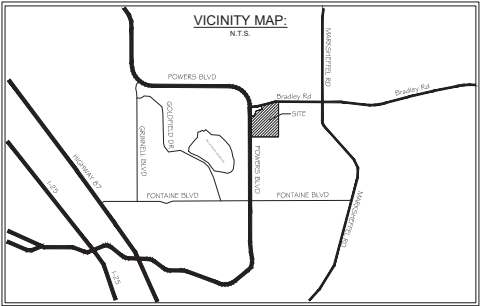 VICINITY MAP:
N.T.S.
MARKSHEFFEL RD
POWERS BLVD
Bradley Rd
Bradley Rd
SITE
GOLDFIELD DR
GRINNELL BLVD
POWERS BLVD
HIGHWAY 87
I-25
FONTAINE BLVD
FONTAINE BLVD
MARKSHEFFEL RD
I-25